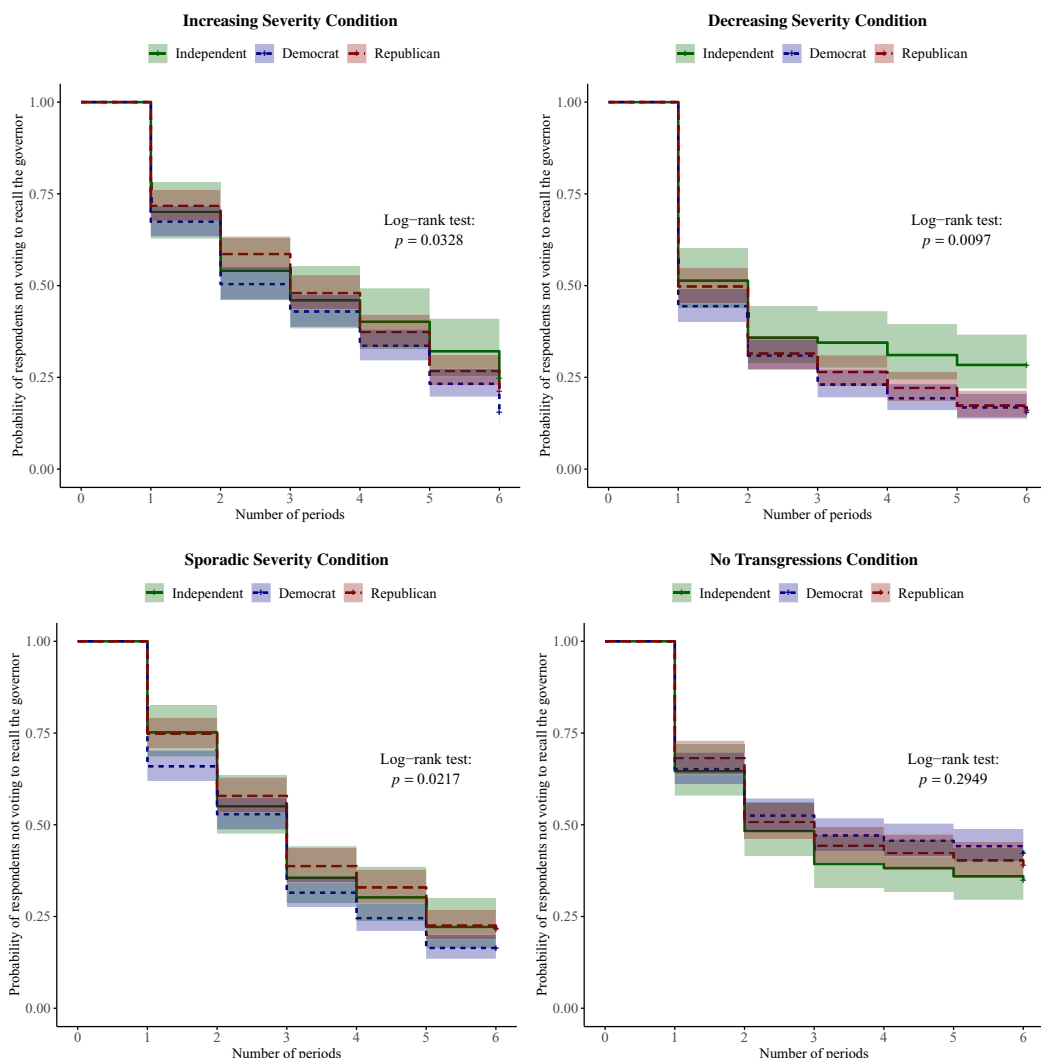 Increasing Severity Condition
Independent Democrat Republican
Probability of respondents not voting to recall the governor
1.00
0.75
0.50
0.25
0.00
Log−rank test:
p = 0.0328
0 1 2 3 4 5 6
Number of periods
Decreasing Severity Condition
Independent Democrat Republican
Probability of respondents not voting to recall the governor
1.00
0.75
0.50
0.25
0.00
Log−rank test:
p = 0.0097
0 1 2 3 4 5 6
Number of periods
Sporadic Severity Condition
Independent Democrat Republican
Probability of respondents not voting to recall the governor
1.00
0.75
0.50
0.25
0.00
Log−rank test:
p = 0.0217
0 1 2 3 4 5 6
Number of periods
No Transgressions Condition
Independent Democrat Republican
Probability of respondents not voting to recall the governor
1.00
0.75
0.50
0.25
0.00
Log−rank test:
p = 0.2949
0 1 2 3 4 5 6
Number of periods